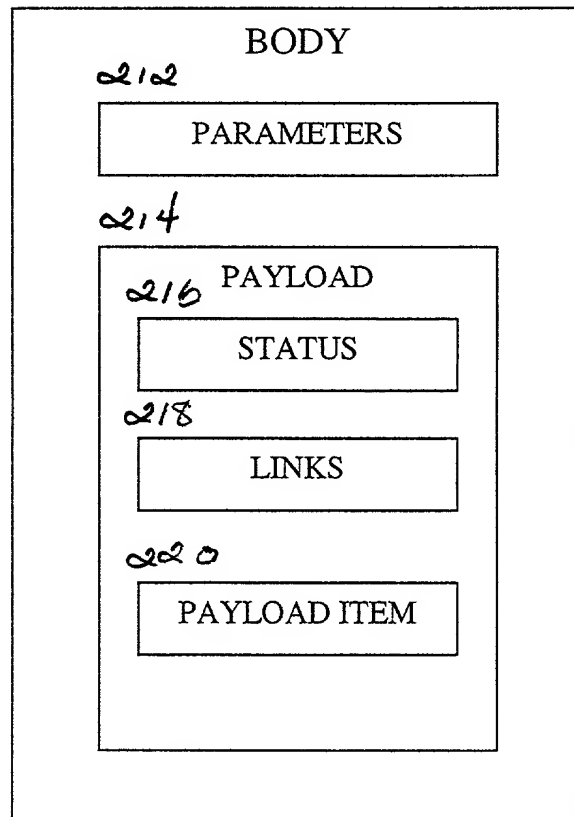 BODY
212
PARAMETERS
214
PAYLOAD
216
STATUS
218
LINKS
220
PAYLOAD ITEM